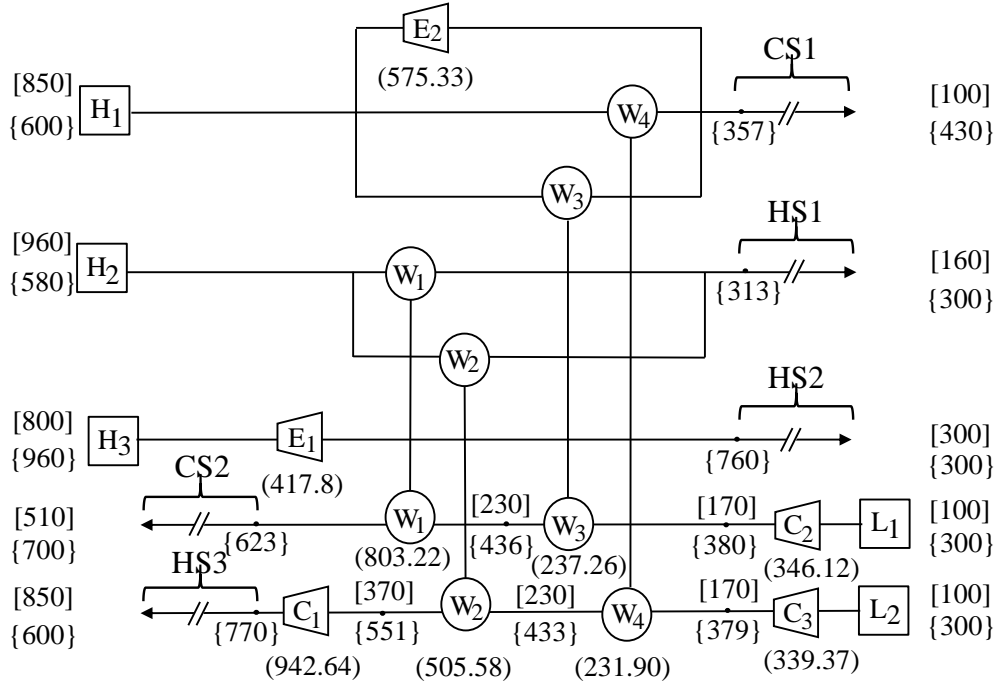 E2
(575.33)
CS1
[850]
{600}
H1
W4
{357}
[100]
{430}
W3
HS1
[960]
{580}
H2
W1
{313}
[160]
{300}
W2
HS2
[800]
{960}
H3
E1
(417.8)
{760}
[300]
{300}
CS2
[510]
{700}
{623}
W1
(803.22)
[230]
{436}
W3
(237.26)
[170]
{380}
C2
(346.12)
L1
[100]
{300}
HS3
[850]
{600}
{770}
C1
(942.64)
[370]
{551}
W2
(505.58)
[230]
{433}
W4
(231.90)
[170]
{379}
C3
(339.37)
L2
[100]
{300}